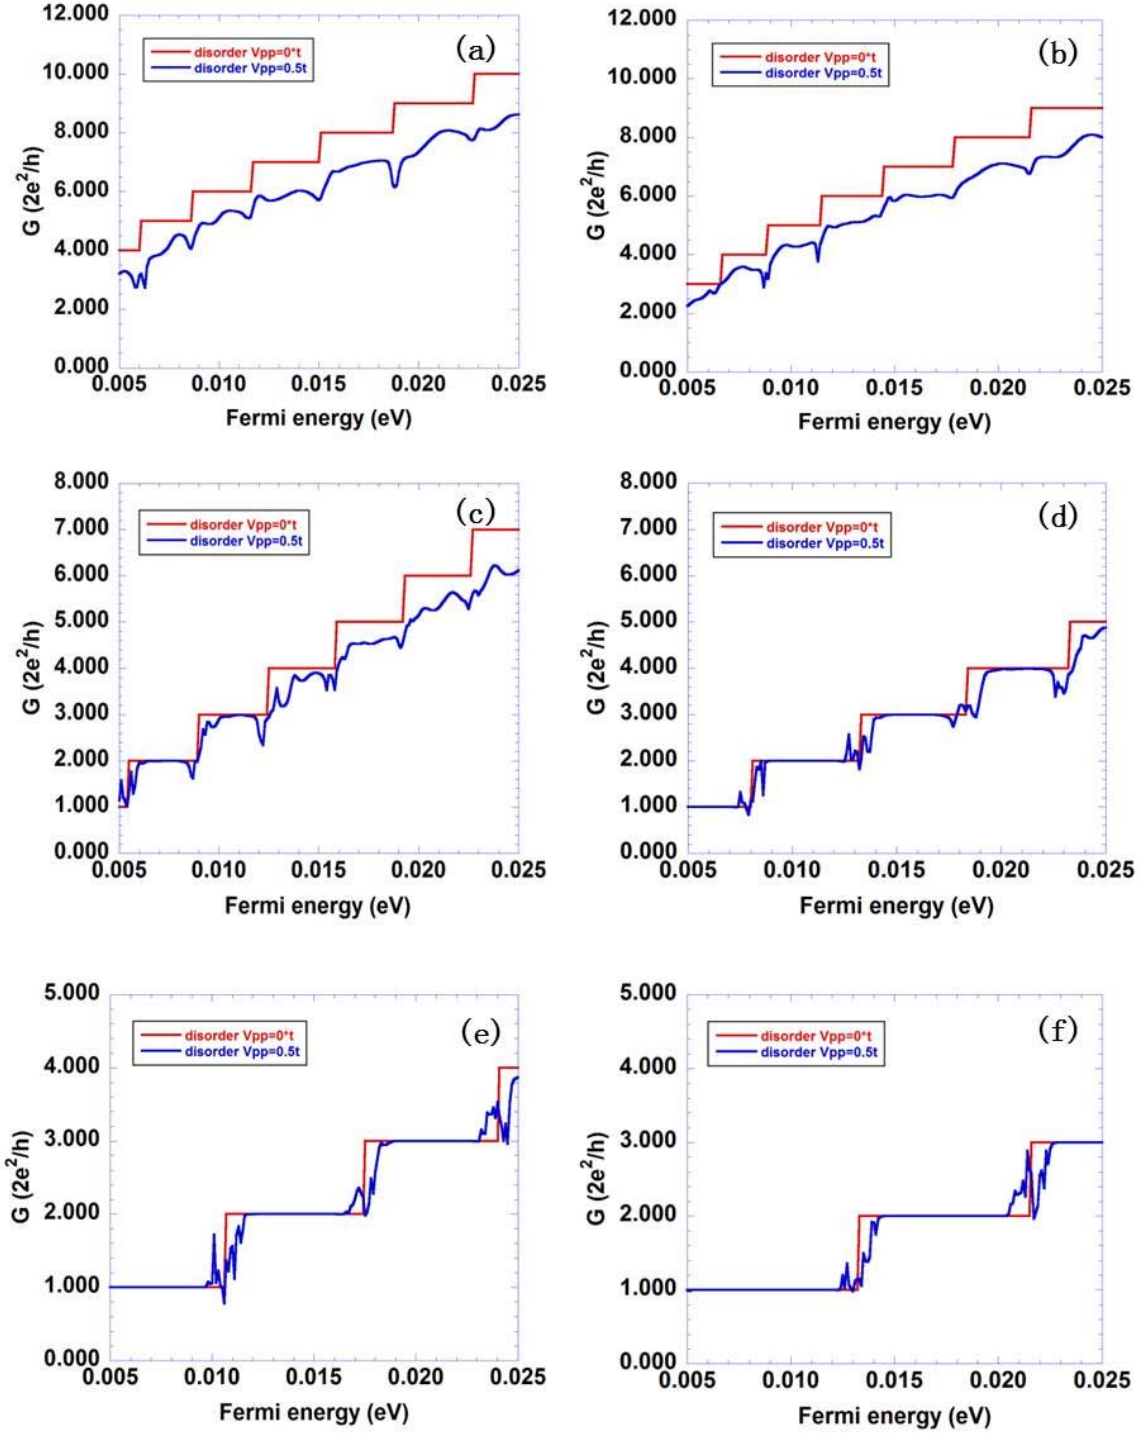 12.000
10.000
8.000
6.000
4.000
2.000
0.000
G (2e²/h)
disorder Vpp=0*t
disorder Vpp=0.5t
(a)
0.005 0.010 0.015 0.020 0.025
Fermi energy (eV)
12.000
10.000
8.000
6.000
4.000
2.000
0.000
G (2e²/h)
disorder Vpp=0*t
disorder Vpp=0.5t
(b)
0.005 0.010 0.015 0.020 0.025
Fermi energy (eV)
8.000
7.000
6.000
5.000
4.000
3.000
2.000
1.000
0.000
G (2e²/h)
disorder Vpp=0*t
disorder Vpp=0.5t
(c)
0.005 0.010 0.015 0.020 0.025
Fermi energy (eV)
8.000
7.000
6.000
5.000
4.000
3.000
2.000
1.000
0.000
G (2e²/h)
disorder Vpp=0*t
disorder Vpp=0.5t
(d)
0.005 0.010 0.015 0.020 0.025
Fermi energy (eV)
5.000
4.000
3.000
2.000
1.000
0.000
G (2e²/h)
disorder Vpp=0*t
disorder Vpp=0.5t
(e)
0.005 0.010 0.015 0.020 0.025
Fermi energy (eV)
5.000
4.000
3.000
2.000
1.000
0.000
G (2e²/h)
disorder Vpp=0*t
disorder Vpp=0.5t
(f)
0.005 0.010 0.015 0.020 0.025
Fermi energy (eV)